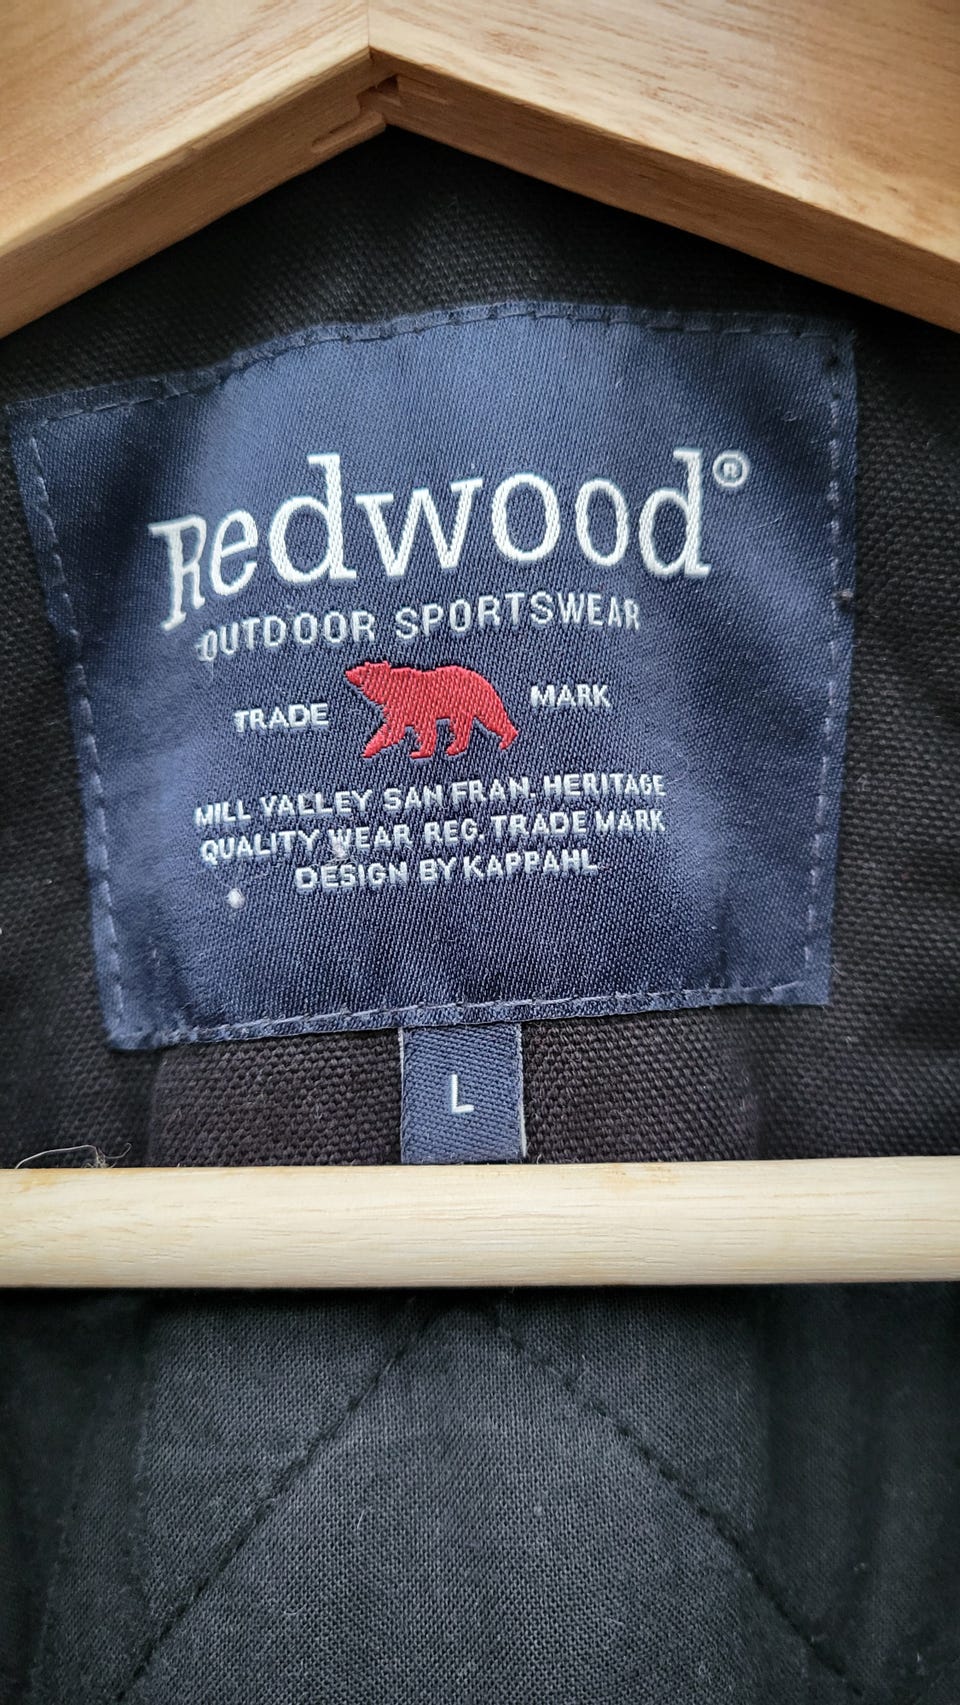 Redwood®
OUTDOOR SPORTSWEAR
TRADE MARK
MILL VALLEY SAN FRAN. HERITAGE
QUALITY WEAR REG. TRADE MARK
DESIGN BY KAPPAHL
L